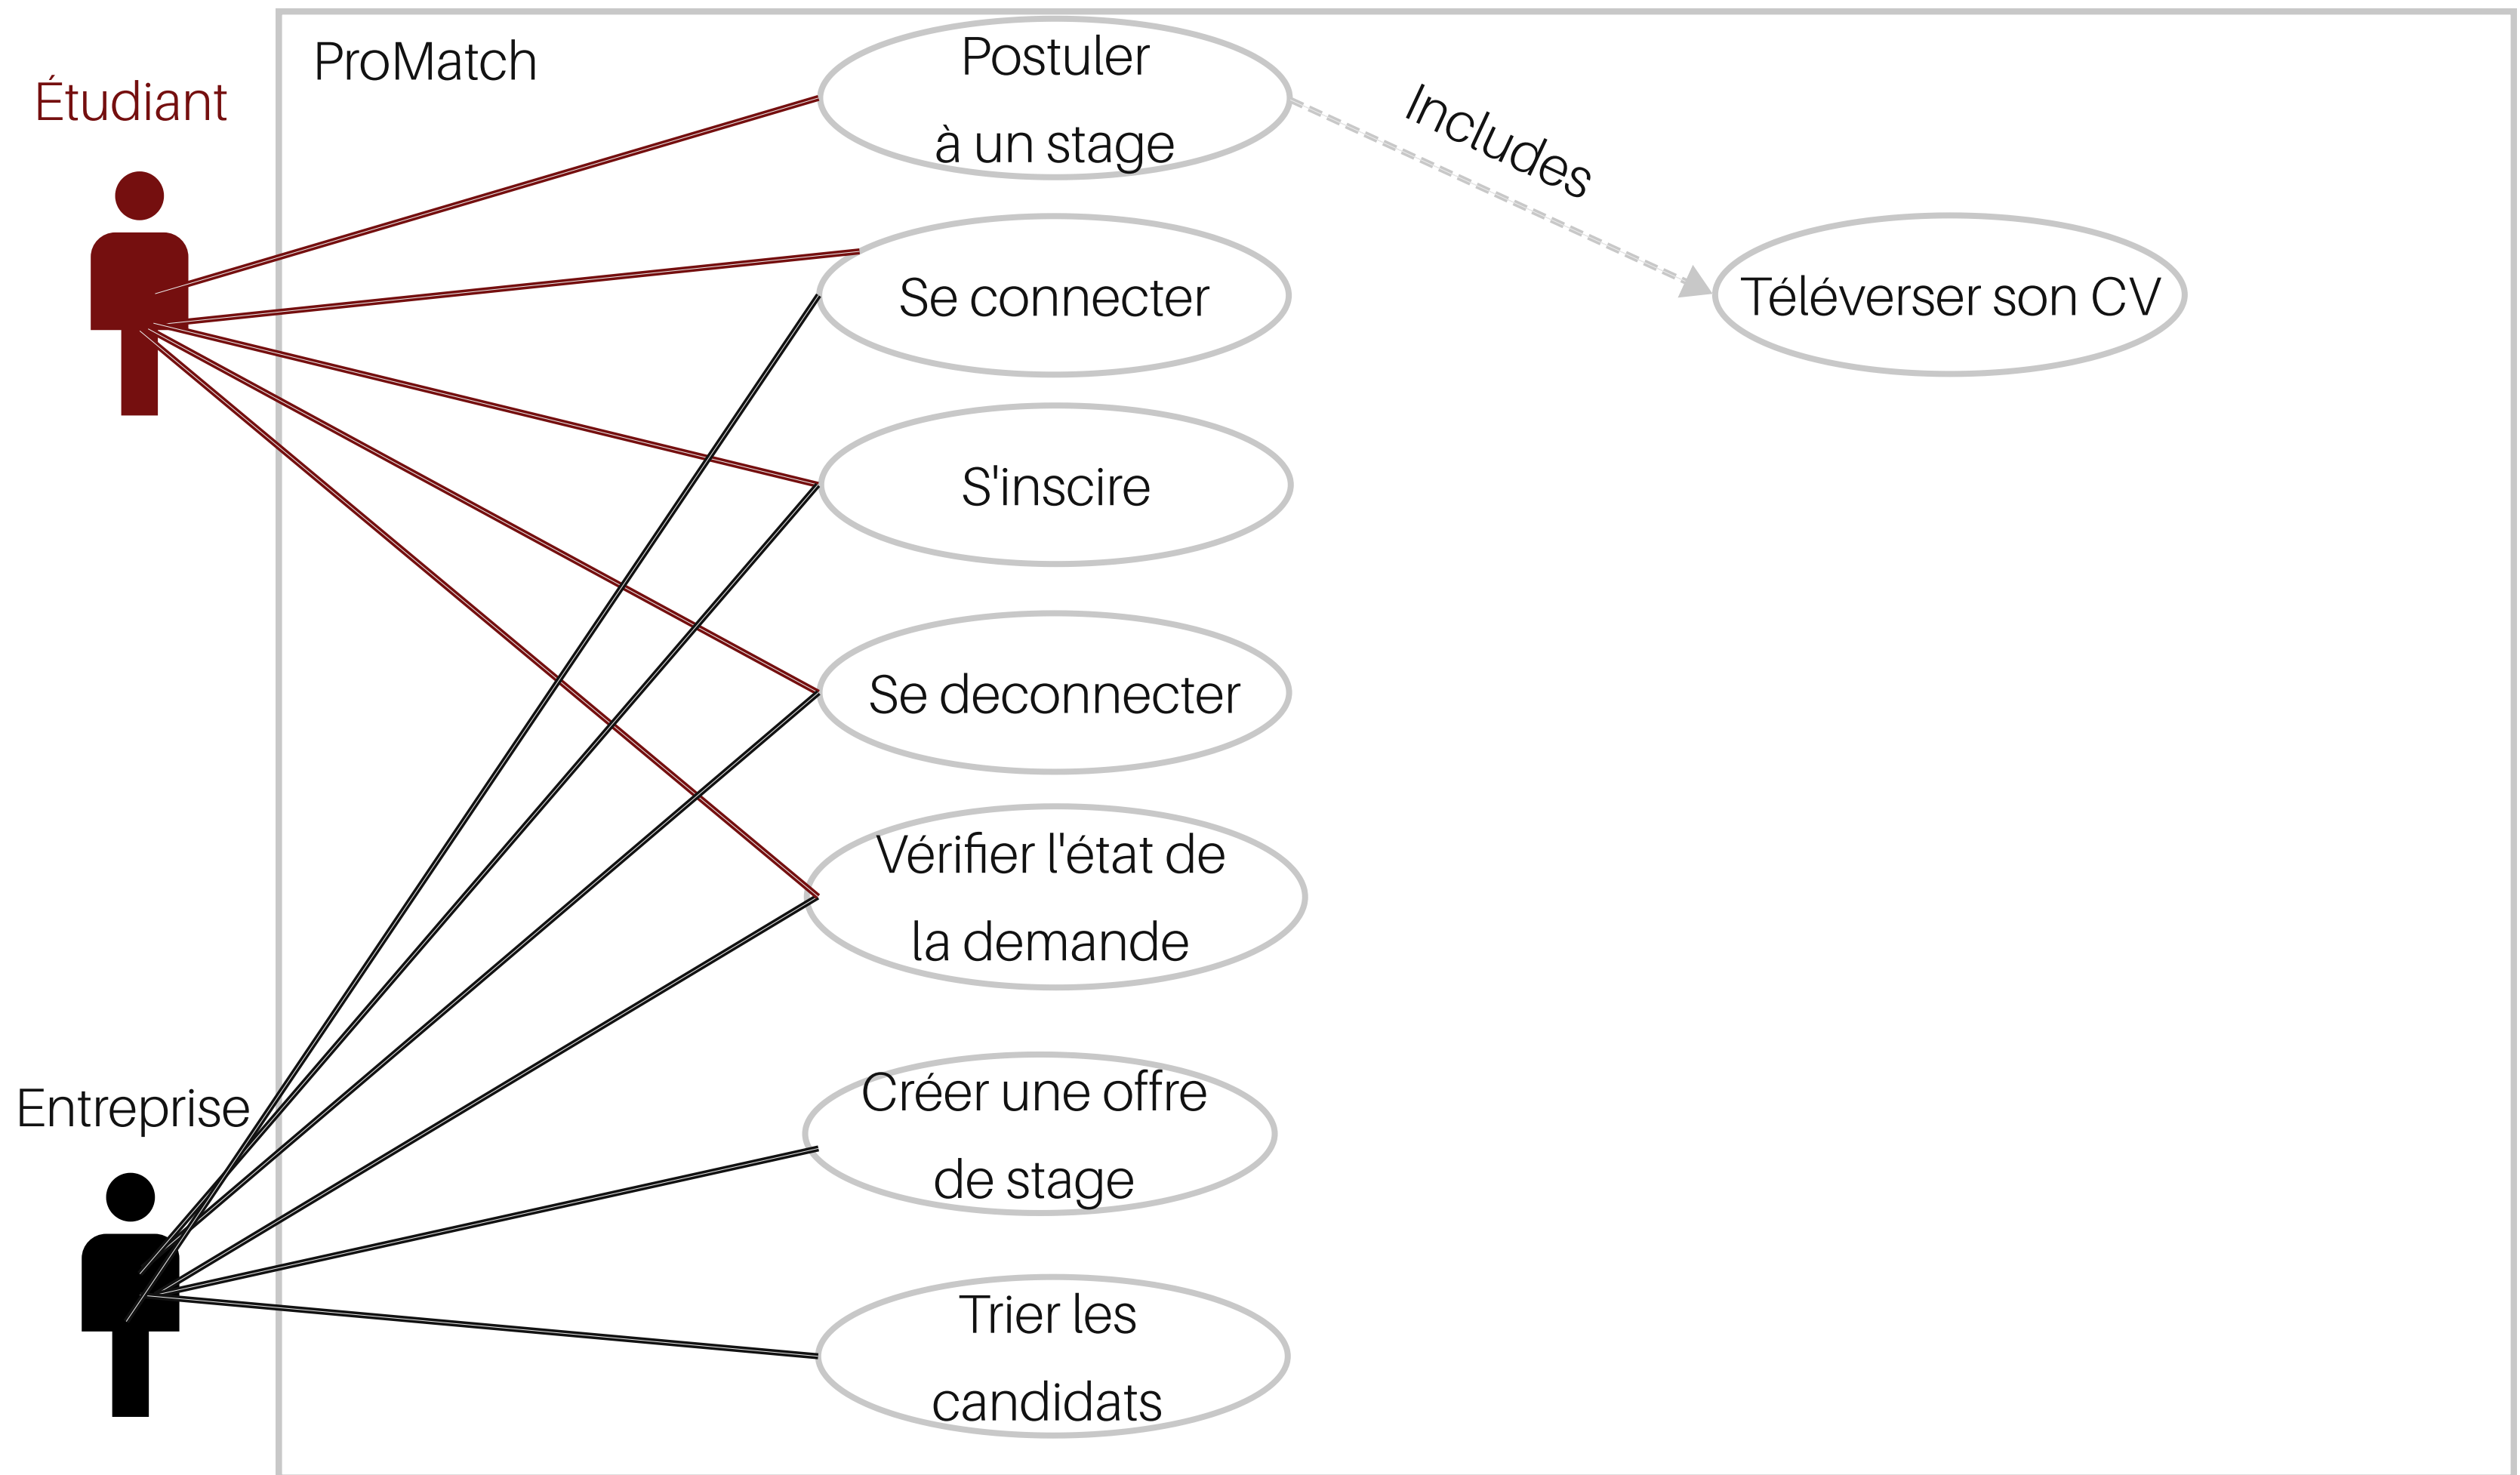 ProMatch
Étudiant
Postuler
à un stage
Includes
Se connecter
Téléverser son CV
S'inscire
Se deconnecter
Vérifier l'état de
la demande
Entreprise
Créer une offre
de stage
Trier les
candidats